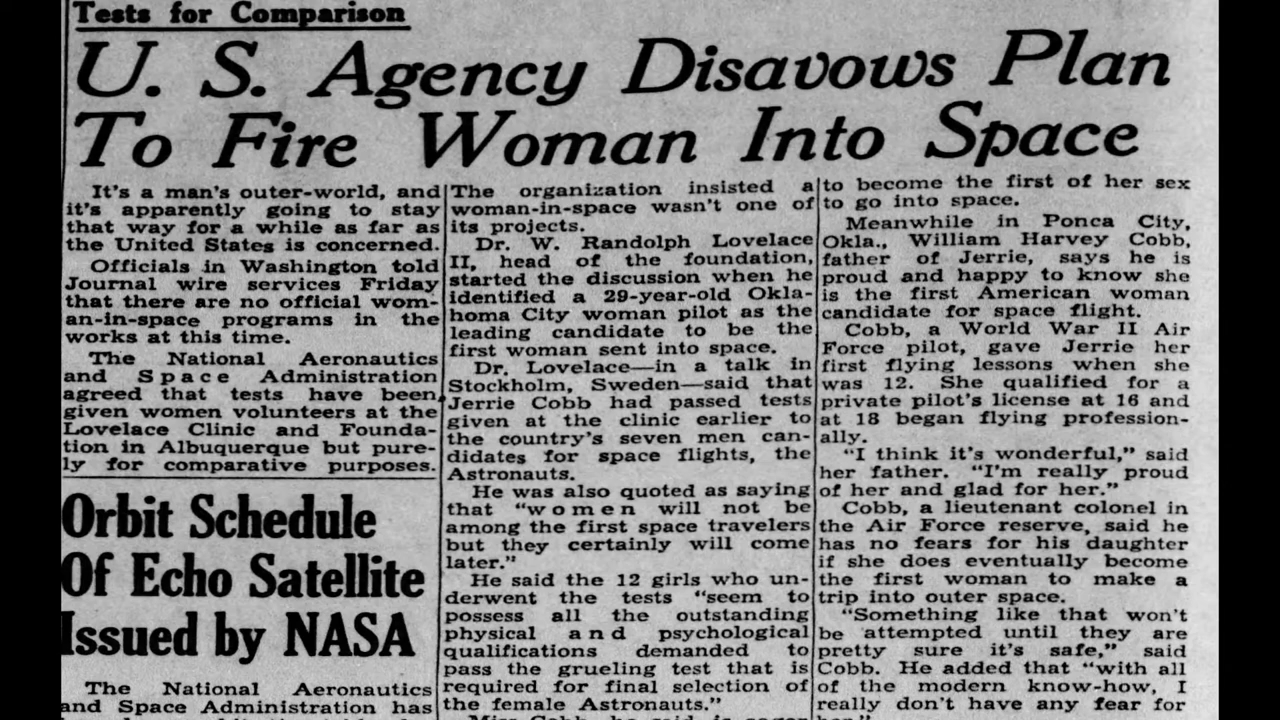 Tests for Comparison
U. S. Agency Disavows Plan
To Fire Woman Into Space
It's a man's outer-world, and
it's apparently going to stay
that way for a while as far as
the United States is concerned.
Officials in Washington told
Journal wire services Friday
that there are no official wom-
an-in-space programs in the
works at this time.
The National Aeronautics
and Space Administration
agreed that tests have been
given women volunteers at the
Lovelace Clinic and Founda-
tion in Albuquerque but pure-
ly for comparative purposes.
The organization insisted a
woman-in-space wasn't one of
its projects.
Dr. W. Randolph Lovelace
II, head of the foundation,
started the discussion when he
identified a 29-year-old Okla-
homa City woman pilot as the
leading candidate to be the
first woman sent into space.
Dr. Lovelace—in a talk in
Stockholm, Sweden—said that
Jerrie Cobb had passed tests
given at the clinic earlier to
the country's seven men can-
didates for space flights, the
Astronauts.
He was also quoted as saying
that "women will not be
among the first space travelers
but they certainly will come
later."
He said the 12 girls who un-
derwent the tests "seem to
possess all the outstanding
physical and psychological
qualifications demanded to
pass the grueling test that is
required for final selection of
the female Astronauts."
Miss Cobb, he said, is eager
to become the first of her sex
to go into space.
Meanwhile in Ponca City,
Okla., William Harvey Cobb,
father of Jerrie, says he is
proud and happy to know she
is the first American woman
candidate for space flight.
Cobb, a World War II Air
Force pilot, gave Jerrie her
first flying lessons when she
was 12. She qualified for a
private pilot's license at 16 and
at 18 began flying profession-
ally.
"I think it's wonderful," said
her father. "I'm really proud
of her and glad for her."
Cobb, a lieutenant colonel in
the Air Force reserve, said he
has no fears for his daughter
if she does eventually become
the first woman to make a
trip into outer space.
"Something like that won't
be attempted until they are
pretty sure it's safe," said
Cobb. He added that "with all
of the modern know-how, I
really don't have any fear for
her."
Orbit Schedule
Of Echo Satellite
Issued by NASA
The National Aeronautics
and Space Administration has